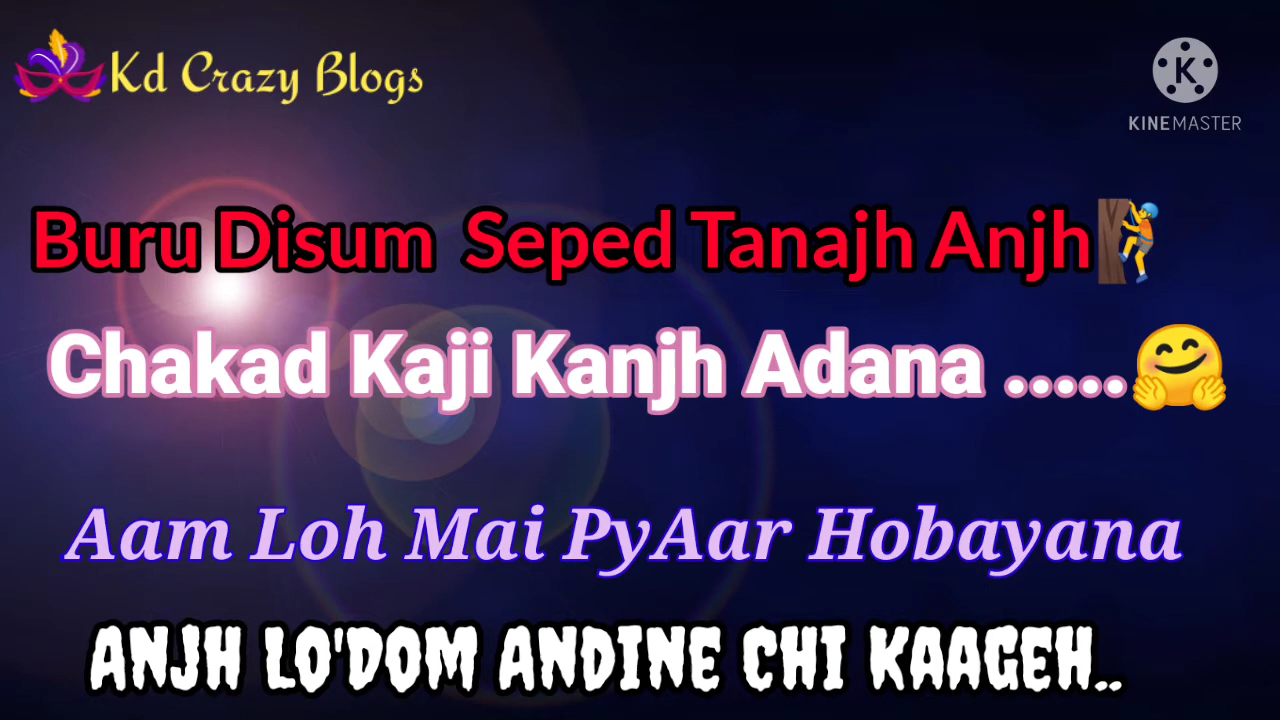 Kd Crazy Blogs
K
KINEMASTER
Buru Disum Seped Tanajh Anjh
Chakad Kaji Kanjh Adana .....
Aam Loh Mai PyAar Hobayana
ANJH LO'DOM ANDINE CHI KAAGEH..